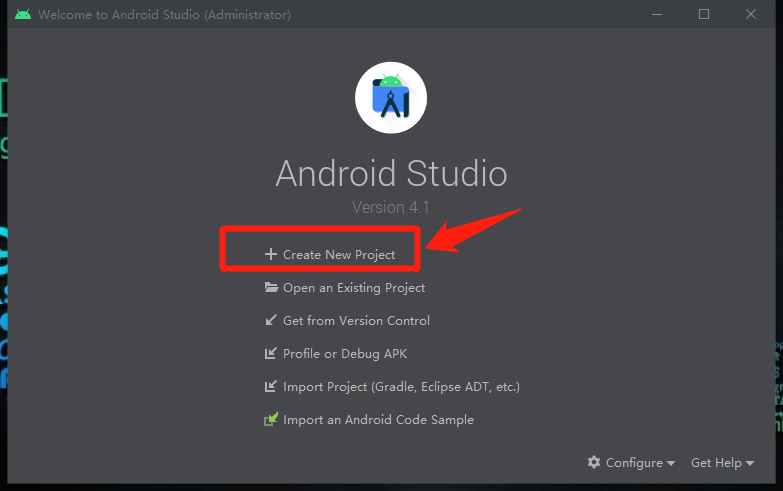 Welcome to Android Studio (Administrator)
Android Studio
Version 4.1
Create New Project
Open an Existing Project
Get from Version Control
Profile or Debug APK
Import Project (Gradle, Eclipse ADT, etc.)
Import an Android Code Sample
Configure
Get Help